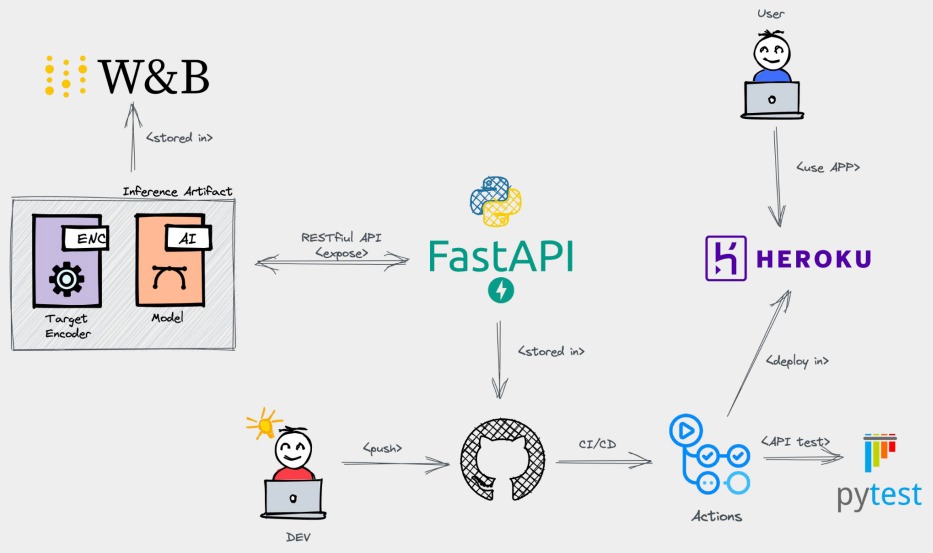 User
W&B
<stored in>
<use APP>
Inference Artifact
ENC
AI
RESTful API
<expose>
FastAPI
HEROKU
Target
Encoder
Model
<stored in>
<deploy in>
<push>
CI/CD
<API test>
pytest
Actions
DEV